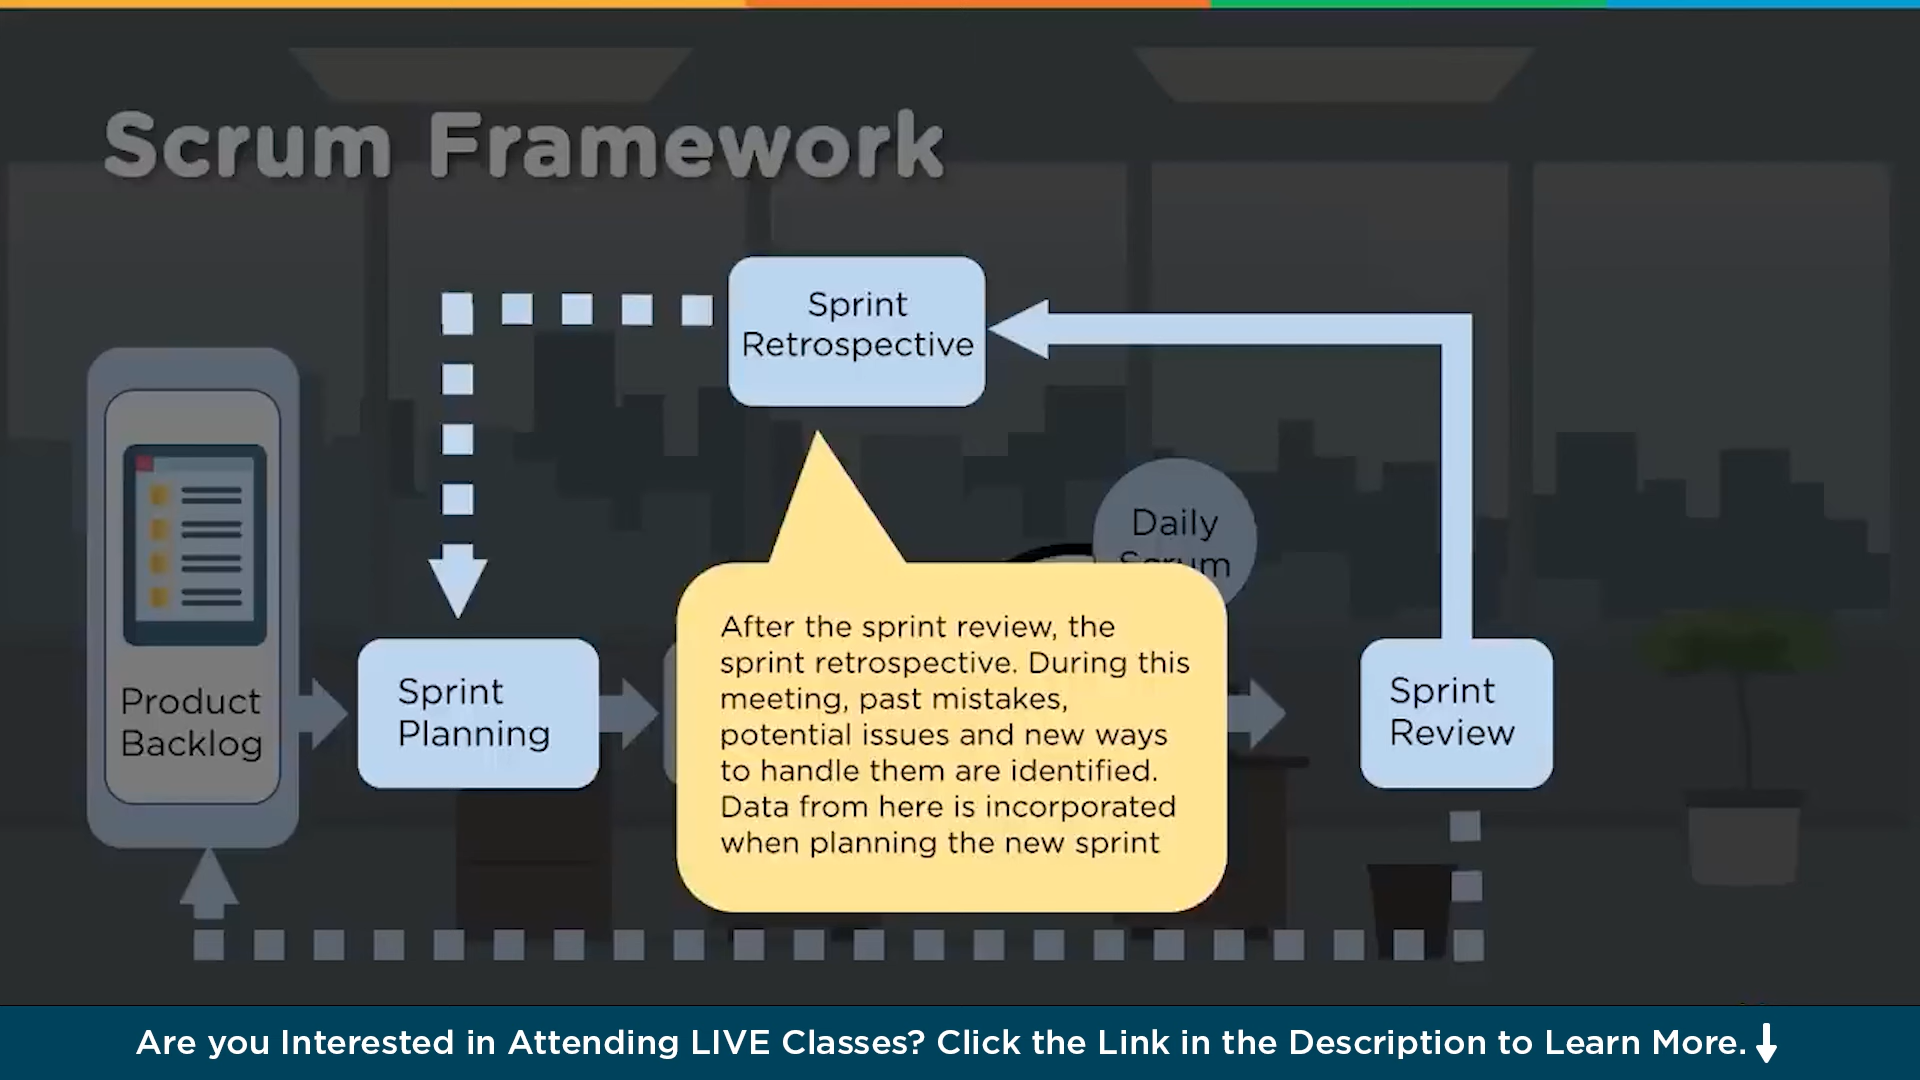 Scrum Framework
Sprint
Retrospective
Daily
Scrum
After the sprint review, the
sprint retrospective. During this
meeting, past mistakes,
potential issues and new ways
to handle them are identified.
Data from here is incorporated
when planning the new sprint
Product
Backlog
Sprint
Planning
Sprint
Review
Are you Interested in Attending LIVE Classes? Click the Link in the Description to Learn More.